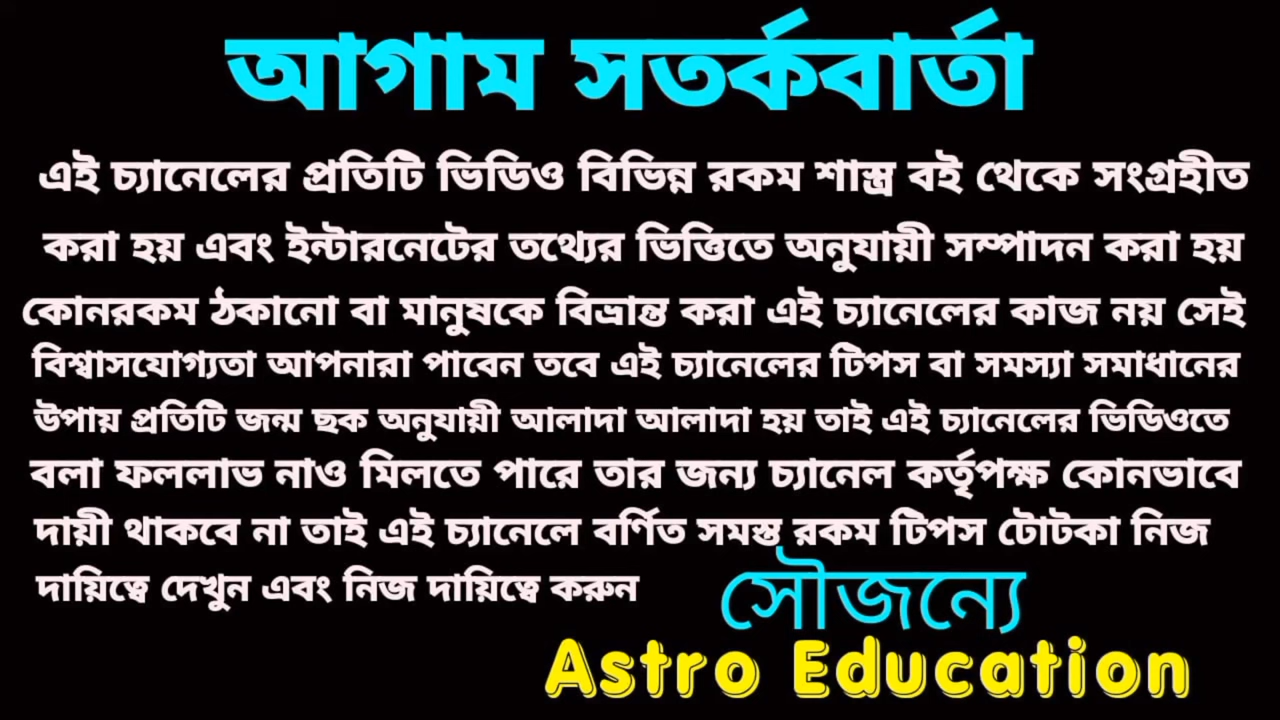 আগাম সতর্কবার্তা
এই চ্যানেলের প্রতিটি ভিডিও বিভিন্ন রকম শাস্ত্র বই থেকে সংগ্রহীত
করা হয় এবং ইন্টারনেটের তথ্যের ভিত্তিতে অনুযায়ী সম্পাদন করা হয়
কোনরকম ঠকানো বা মানুষকে বিভ্রান্ত করা এই চ্যানেলের কাজ নয় সেই
বিশ্বাসযোগ্যতা আপনারা পাবেন তবে এই চ্যানেলের টিপস বা সমস্যা সমাধানের
উপায় প্রতিটি জন্ম ছক অনুযায়ী আলাদা আলাদা হয় তাই এই চ্যানেলের ভিডিওতে
বলা ফললাভ নাও মিলতে পারে তার জন্য চ্যানেল কর্তৃপক্ষ কোনভাবে
দায়ী থাকবে না তাই এই চ্যানেলে বর্ণিত সমস্ত রকম টিপস টোটকা নিজ
দায়িত্বে দেখুন এবং নিজ দায়িত্বে করুন
সৌজন্যে
Astro Education